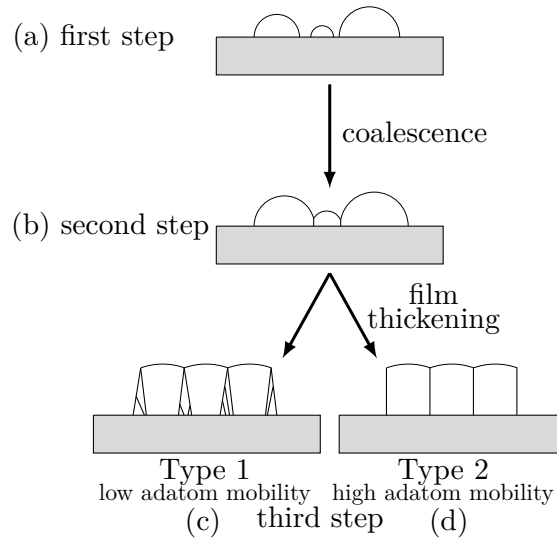 (a) first step
coalescence
(b) second step
film
thickening
Type 1
low adatom mobility
(c)
Type 2
high adatom mobility
(d)
third step